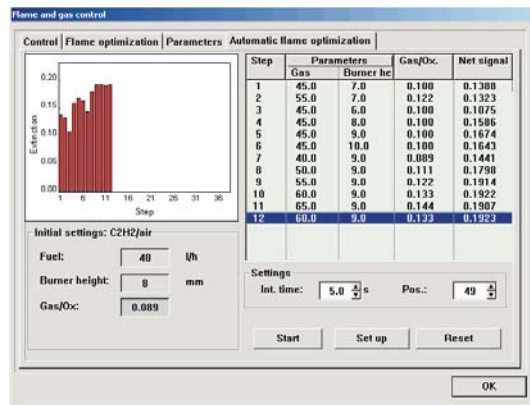 Flame and gas control
Control Flame optimization Parameters Automatic flame optimization
0.20
0.15
0.10
0.05
0.00
Extinction
1 6 11 16 21 26 31 36
Step
Step Parameters Gas/Ox. Net signal
Gas Burner he
1 45.0 7.0 0.100 0.1388
2 55.0 7.0 0.122 0.1323
3 45.0 6.0 0.100 0.1075
4 45.0 8.0 0.100 0.1586
5 45.0 9.0 0.100 0.1674
6 45.0 10.0 0.100 0.1643
7 40.0 9.0 0.089 0.1441
8 50.0 9.0 0.111 0.1798
9 55.0 9.0 0.122 0.1914
10 60.0 9.0 0.133 0.1922
11 65.0 9.0 0.144 0.1907
12 60.0 9.0 0.133 0.1923
Initial settings: C2H2/air
Fuel: 40 l/h
Burner height: 8 mm
Gas/Ox: 0.089
Settings
Int. time: 5.0 s Pos.: 49
Start Set up Reset
OK